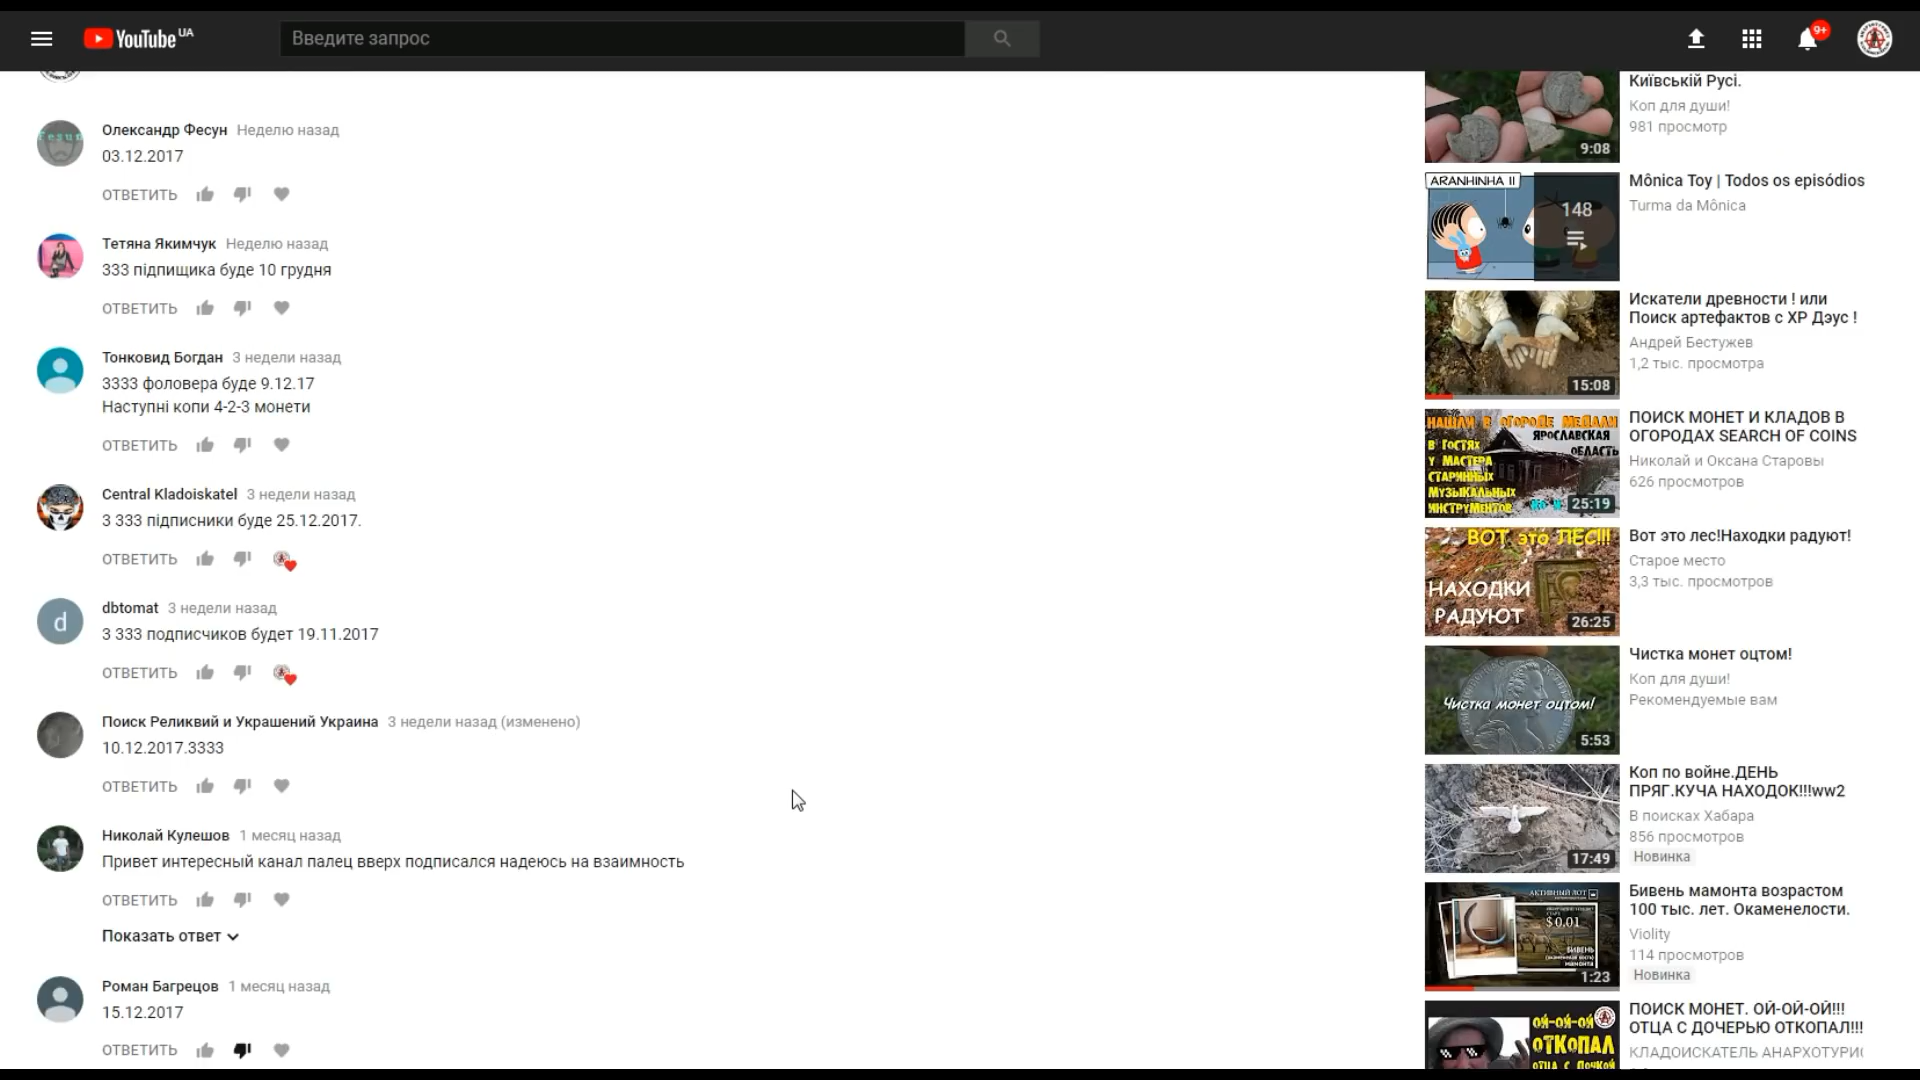 YouTube UA
Введите запрос
9+
Олександр Фесун Неделю назад
03.12.2017
ОТВЕТИТЬ
Тетяна Якимчук Неделю назад
333 підпищика буде 10 грудня
ОТВЕТИТЬ
Тонковид Богдан 3 недели назад
3333 фоловера буде 9.12.17
Наступні копи 4-2-3 монети
ОТВЕТИТЬ
Central Kladoiskatel 3 недели назад
3 333 підписники буде 25.12.2017.
ОТВЕТИТЬ
d
dbtomat 3 недели назад
3 333 подписчиков будет 19.11.2017
ОТВЕТИТЬ
Поиск Реликвий и Украшений Украина 3 недели назад (изменено)
10.12.2017.3333
ОТВЕТИТЬ
Николай Кулешов 1 месяц назад
Привет интересный канал палец вверх подписался надеюсь на взаимность
ОТВЕТИТЬ
Показать ответ
Роман Багрецов 1 месяц назад
15.12.2017
ОТВЕТИТЬ
9:08
Київській Русі.
Коп для души!
981 просмотр
ARANHINHA II
148
Mônica Toy | Todos os episódios
Turma da Mônica
15:08
Искатели древности ! или
Поиск артефактов с ХР Дэус !
Андрей Бестужев
1,2 тыс. просмотра
НАШЛИ В ОГОРОДЕ МЕДАЛИ
ЯРОСЛАВСКАЯ
ОБЛАСТЬ
В ГОСТЯХ
У МАСТЕРА
СТАРИННЫХ
МУЗЫКАЛЬНЫХ
ИНСТРУМЕНТОВ
25:19
ПОИСК МОНЕТ И КЛАДОВ В
ОГОРОДАХ SEARCH OF COINS
Николай и Оксана Старовы
626 просмотров
ВОТ это ЛЕС!!!
НАХОДКИ
РАДУЮТ
26:25
Вот это лес!Находки радуют!
Старое место
3,3 тыс. просмотров
Чистка монет оцтом!
5:53
Чистка монет оцтом!
Коп для души!
Рекомендуемые вам
17:49
Коп по войне.ДЕНЬ
ПРЯГ.КУЧА НАХОДОК!!!ww2
В поисках Хабара
856 просмотров
Новинка
АКТИВНЫЙ ЛОТ
$ 0.01
БИВЕНЬ
МАМОНТА
1:23
Бивень мамонта возрастом
100 тыс. лет. Окаменелости.
Violity
114 просмотров
Новинка
ОЙ-ОЙ-ОЙ
ОТКОПАЛ
ПОИСК МОНЕТ. ОЙ-ОЙ-ОЙ!!!
ОТЦА С ДОЧЕРЬЮ ОТКОПАЛ!!!
КЛАДОИСКАТЕЛЬ АНАРХОТУРИ